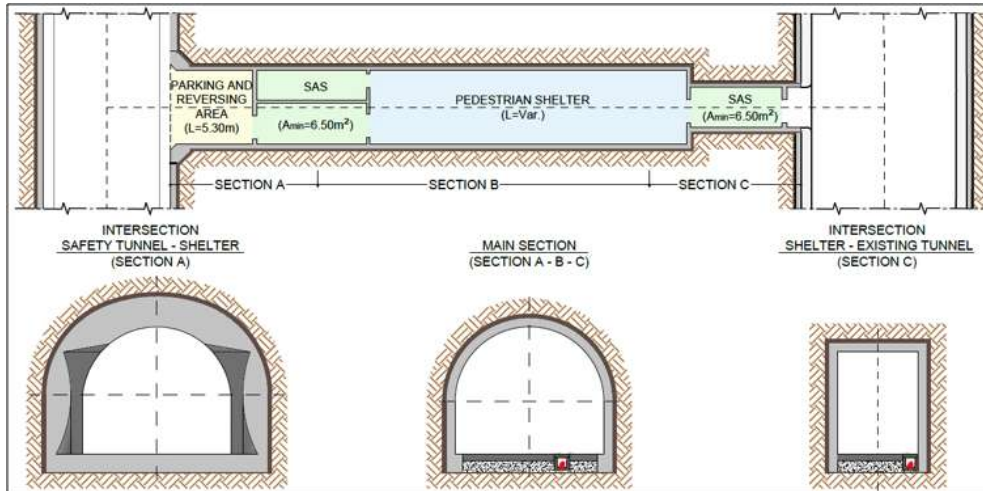 PARKING AND
REVERSING
AREA
(L=5.30m)
SAS
(Amin=6.50m²)
PEDESTRIAN SHELTER
(L=Var.)
SAS
(Amin=6.50m²)
SECTION A
SECTION B
SECTION C
INTERSECTION
SAFETY TUNNEL - SHELTER
(SECTION A)
MAIN SECTION
(SECTION A - B - C)
INTERSECTION
SHELTER - EXISTING TUNNEL
(SECTION C)